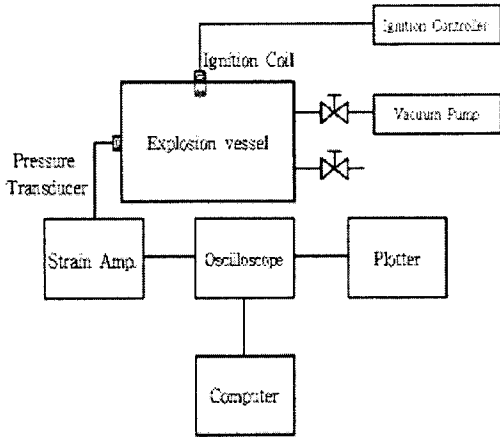 Ignition Controller
Ignition Coil
Explosion vessel
Vacuum Pump
Pressure
Transducer
Strain Amp.
Oscilloscope
Plotter
Computer